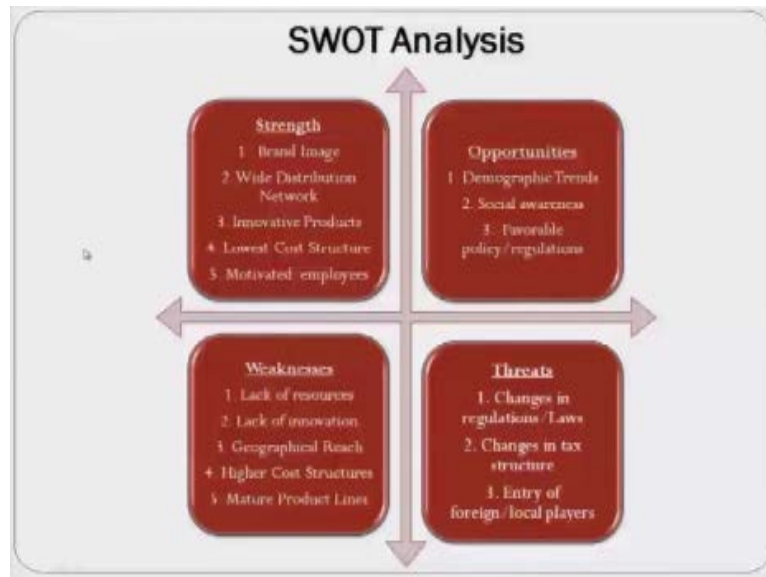 SWOT Analysis
Strength
1 Brand Image
2. Wide Distribution
Network
3. Innovative Products
4. Lowest Cost Structure
5. Motivated employees
Opportunities
1 Demographic Trends
2. Social awareness
3. Favorable
policy/regulations
Weaknesses
1. Lack of resources
2. Lack of innovation
3. Geographical Reach
4. Higher Cost Structures
5. Mature Product Lines
Threats
1. Changes in
regulations/Laws
2. Changes in tax
structure
3. Entry of
foreign/local players